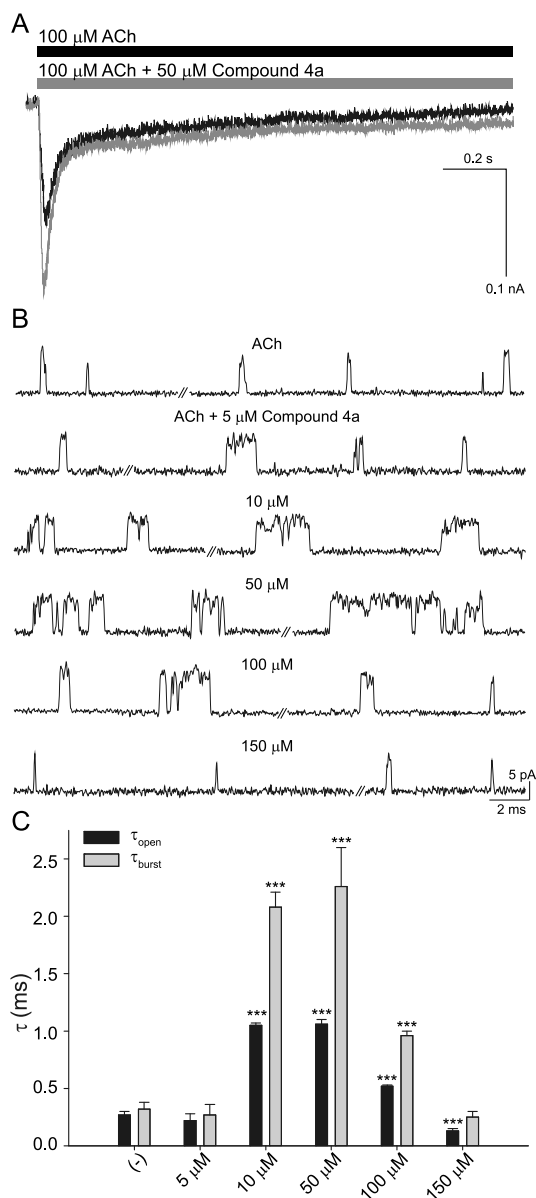 A
100 μM ACh
100 μM ACh + 50 μM Compound 4a
0.2 s
0.1 nA
B
ACh
ACh + 5 μM Compound 4a
10 μM
50 μM
100 μM
150 μM
5 pA
2 ms
C
τopen
τburst
2.5
2.0
1.5
1.0
0.5
0.0
τ (ms)
***
***
***
***
***
***
***
(-)
5 μM
10 μM
50 μM
100 μM
150 μM